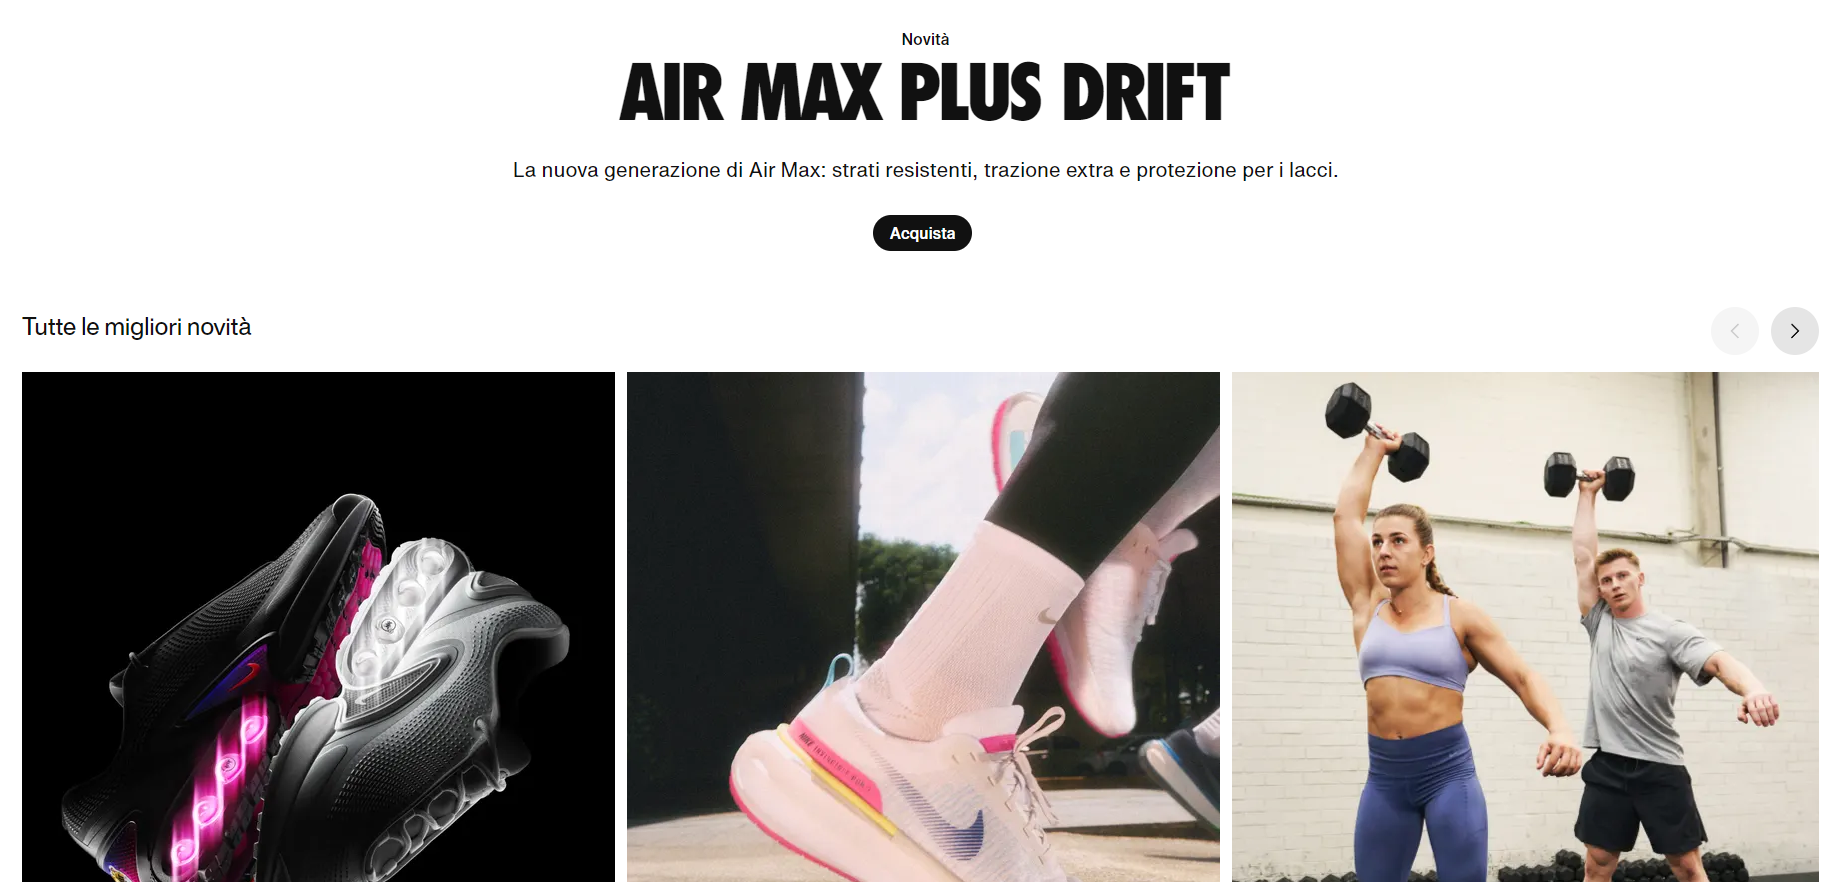 Novità
AIR MAX PLUS DRIFT
La nuova generazione di Air Max: strati resistenti, trazione extra e protezione per i lacci.
Acquista
Tutte le migliori novità